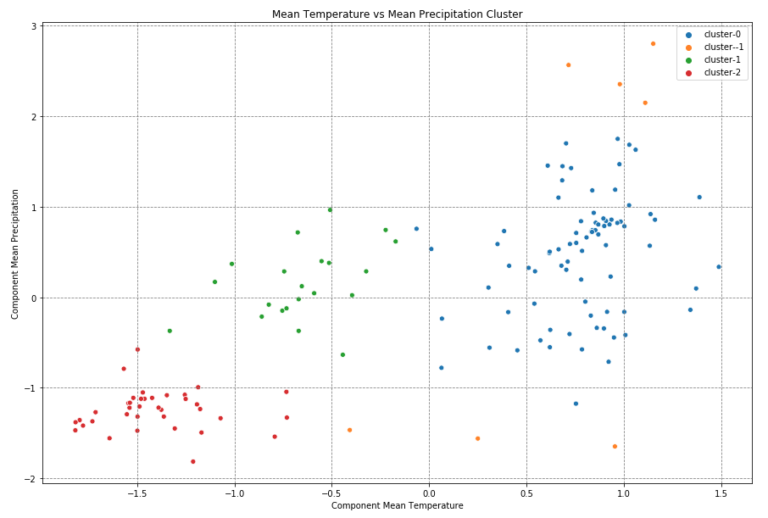 Mean Temperature vs Mean Precipitation Cluster
cluster-0
cluster--1
cluster-1
cluster-2
Component Mean Precipitation
3
2
1
0
−1
−2
−1.5
−1.0
−0.5
0.0
0.5
1.0
1.5
Component Mean Temperature